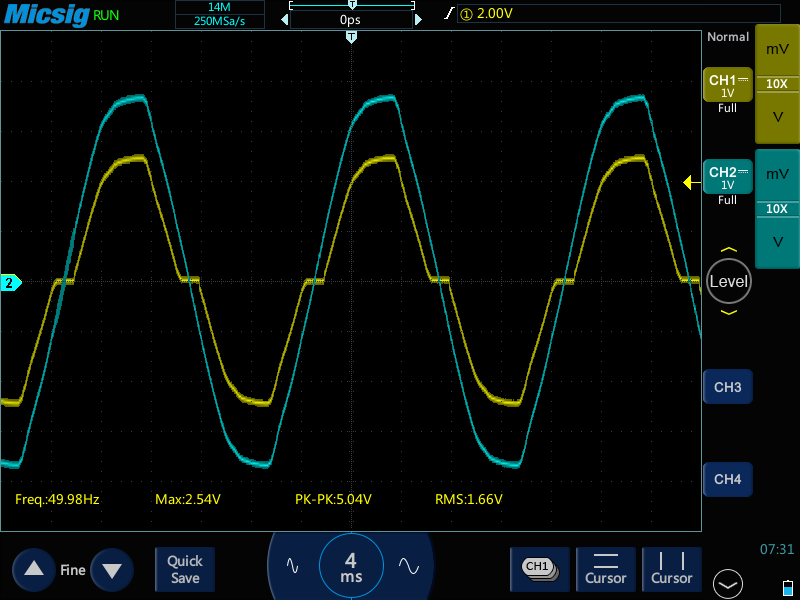 Micsig RUN
14M
250MSa/s
T
0ps
① 2.00V
T
Normal
mV
CH1
1V
10X
Full
V
CH2
1V
mV
Full
10X
V
2
Level
CH3
CH4
Freq.:49.98Hz
Max:2.54V
PK-PK:5.04V
RMS:1.66V
07:31
Fine
Quick
Save
4
ms
CH1
Cursor
Cursor